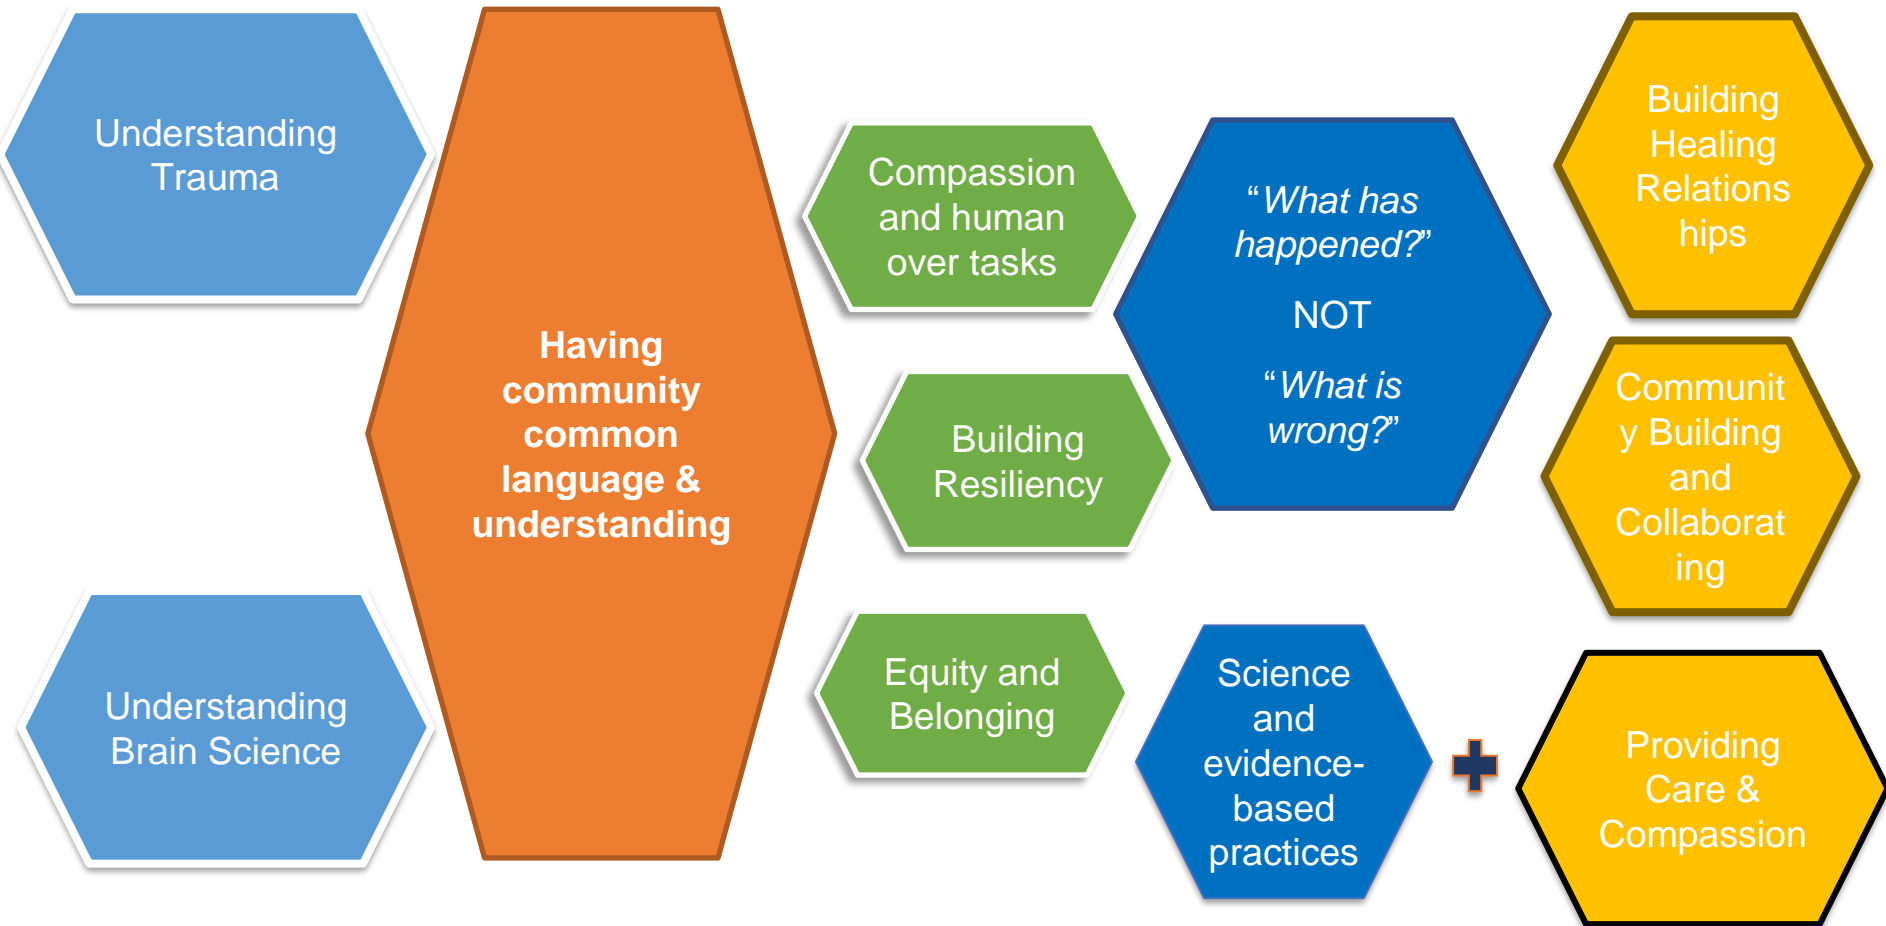 Understanding
Trauma
Understanding
Brain Science
Having
community
common
language &
understanding
Compassion
and human
over tasks
Building
Resiliency
Equity and
Belonging
“What has
happened?”
NOT
“What is
wrong?”
Science
and
evidence-
based
practices
Building
Healing
Relations
hips
Communit
y Building
and
Collaborat
ing
Providing
Care &
Compassion